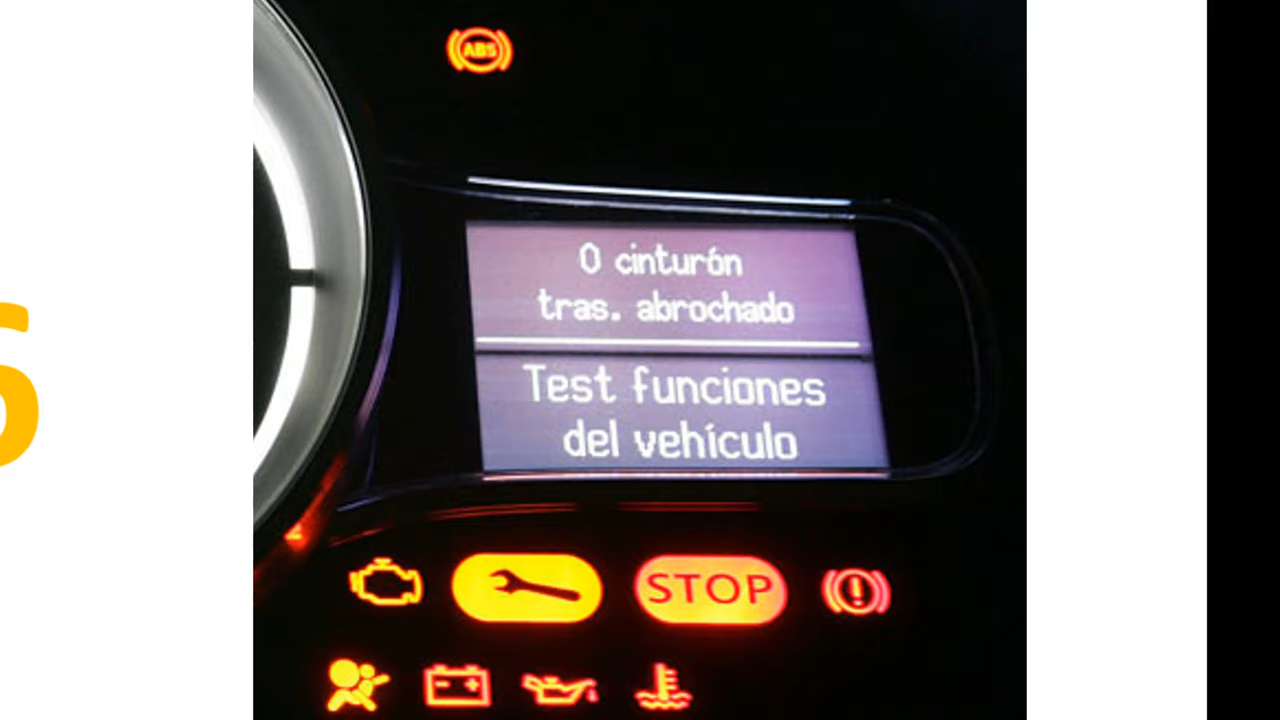 ABS
0 cinturón
tras. abrochado
Test funciones
del vehículo
STOP